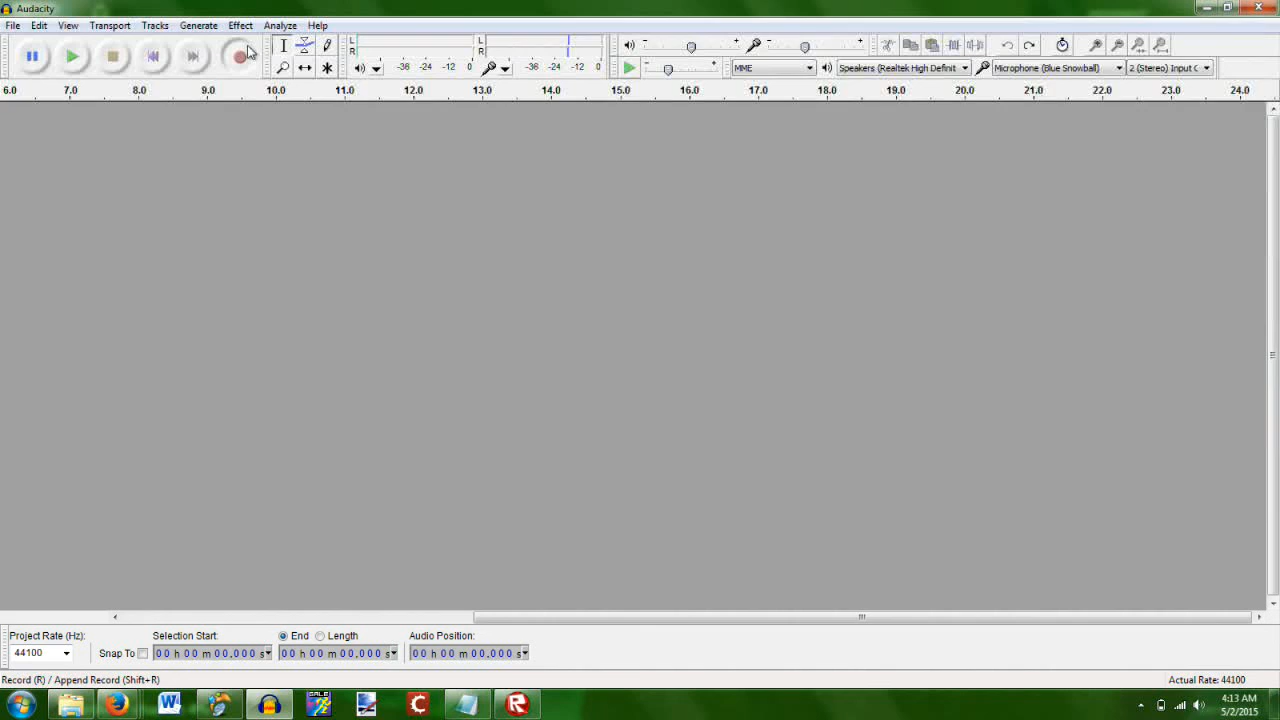 Audacity
File Edit View Transport Tracks Generate Effect Analyze Help
L
R
L
R
-36 -24 -12 0
-36 -24 -12 0
- +
- +
- +
MME
Speakers (Realtek High Definit
Microphone (Blue Snowball)
2 (Stereo) Input C
6.0 7.0 8.0 9.0 10.0 11.0 12.0 13.0 14.0 15.0 16.0 17.0 18.0 19.0 20.0 21.0 22.0 23.0 24.0
Project Rate (Hz): Selection Start: End Length Audio Position:
44100 Snap To 00 h 00 m 00.000 s 00 h 00 m 00.000 s 00 h 00 m 00.000 s
Record (R) / Append Record (Shift+R) Actual Rate: 44100
4:13 AM
5/2/2015